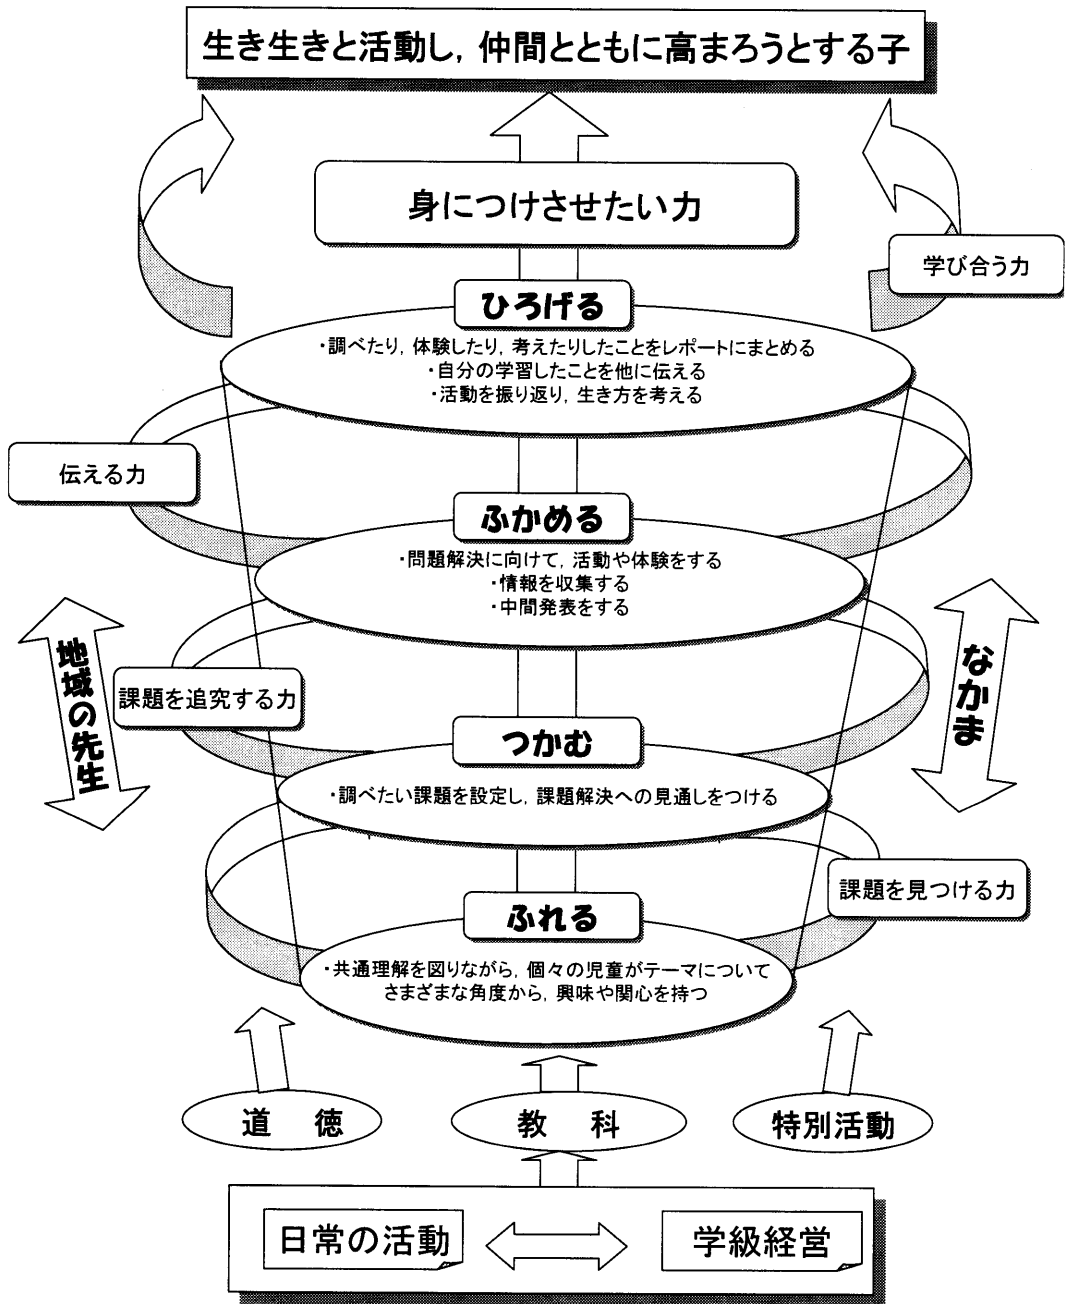 生き生きと活動し，仲間とともに高まろうとする子
身につけさせたい力
学び合う力
ひろげる
・調べたり，体験したり，考えたりしたことをレポートにまとめる
・自分の学習したことを他に伝える
・活動を振り返り，生き方を考える
伝える力
ふかめる
・問題解決に向けて，活動や体験をする
・情報を収集する
・中間発表をする
地域の先生
なかま
課題を追究する力
つかむ
・調べたい課題を設定し，課題解決への見通しをつける
課題を見つける力
ふれる
・共通理解を図りながら，個々の児童がテーマについて
さまざまな角度から，興味や関心を持つ
道　徳
教　科
特別活動
日常の活動
学級経営